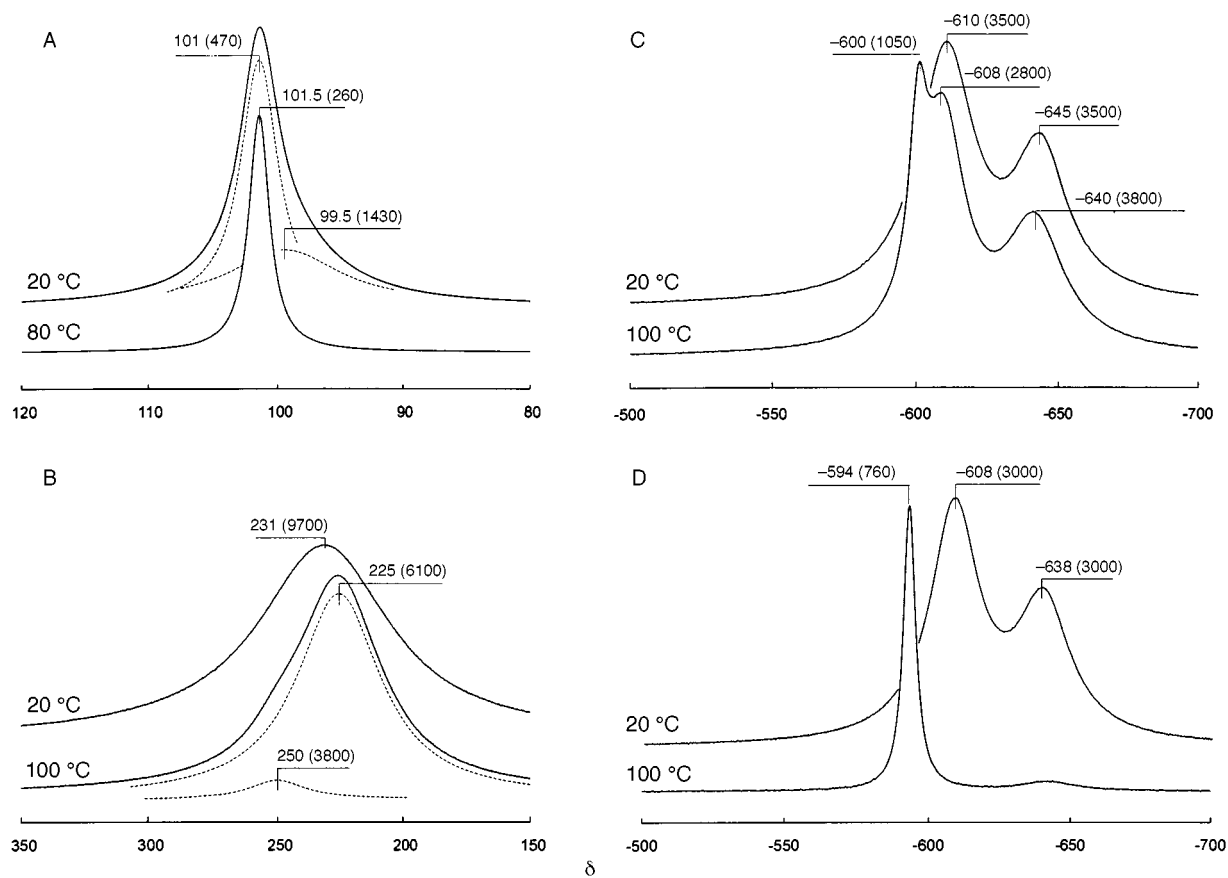 A
101 (470)
101.5 (260)
99.5 (1430)
20 °C
80 °C
120 110 100 90 80
C
−610 (3500)
−600 (1050)
−608 (2800)
−645 (3500)
−640 (3800)
20 °C
100 °C
-500 -550 -600 -650 -700
B
231 (9700)
225 (6100)
20 °C
100 °C
250 (3800)
350 300 250 200 150
D
−594 (760)
−608 (3000)
−638 (3000)
20 °C
100 °C
-500 -550 -600 -650 -700
δ